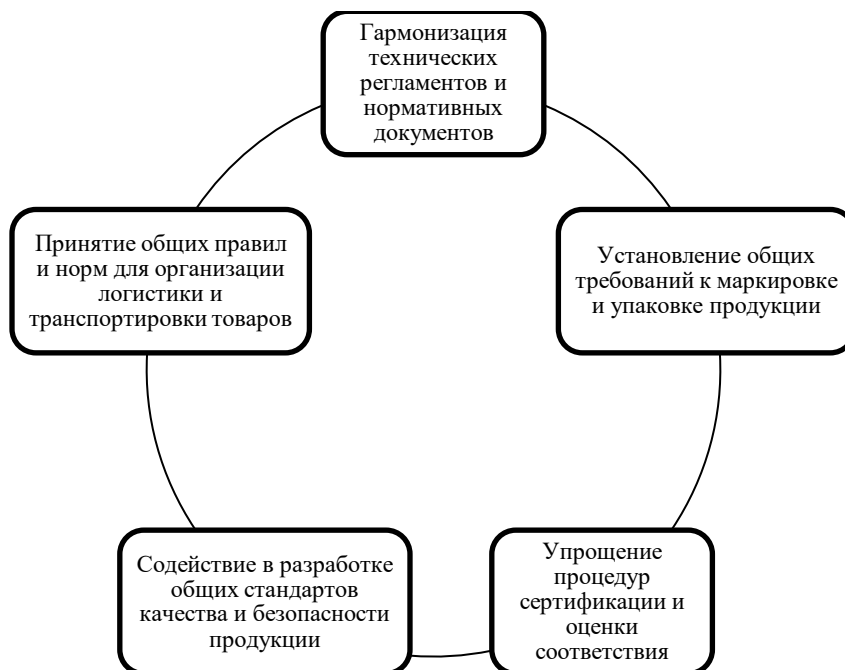 Гармонизация
технических
регламентов и
нормативных
документов
Установление общих
требований к маркировке
и упаковке продукции
Упрощение
процедур
сертификации и
оценки
соответствия
Содействие в разработке
общих стандартов
качества и безопасности
продукции
Принятие общих правил
и норм для организации
логистики и
транспортировки товаров